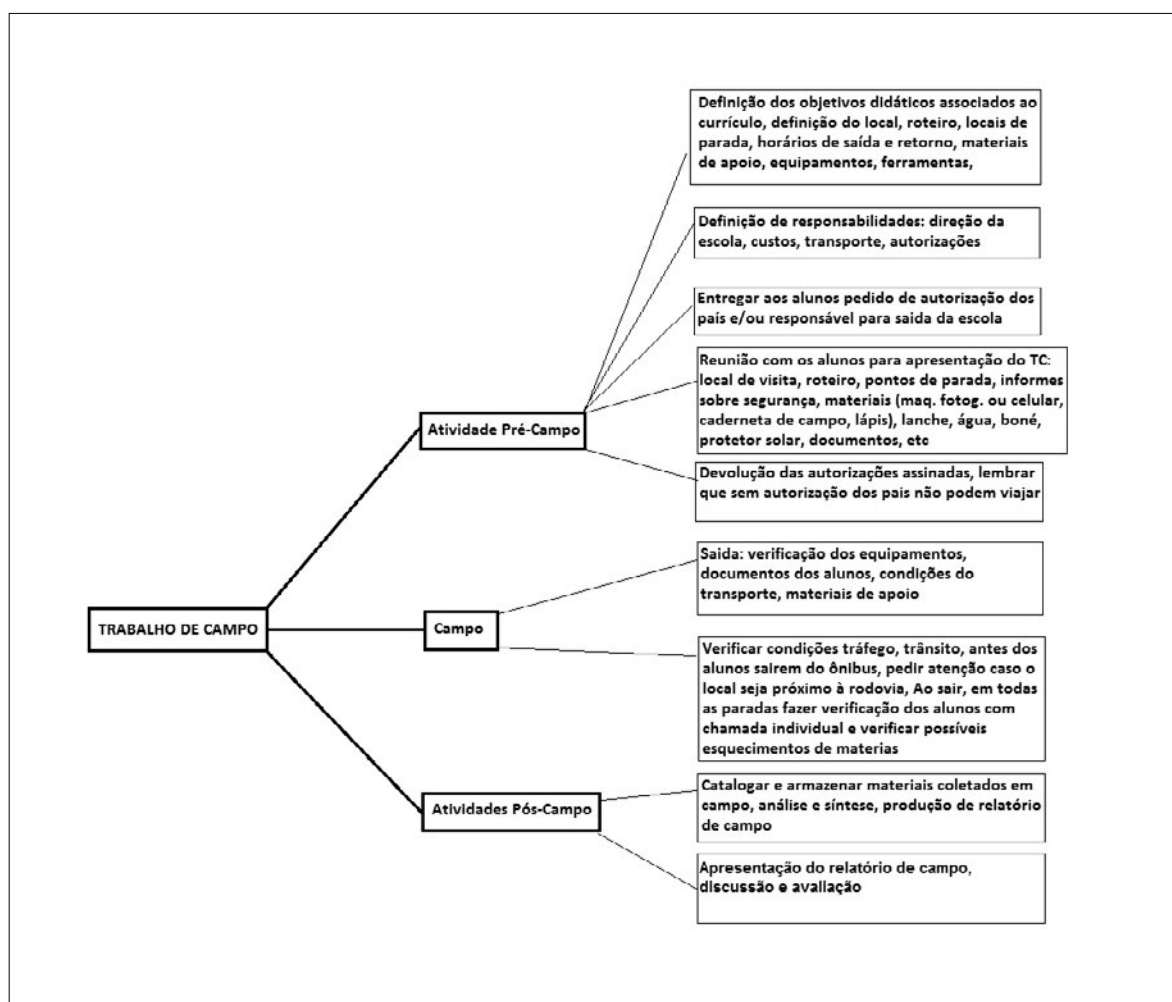 Definição dos objetivos didáticos associados ao
currículo, definição do local, roteiro, locais de
parada, horários de saída e retorno, materiais
de apoio, equipamentos, ferramentas,
Definição de responsabilidades: direção da
escola, custos, transporte, autorizações
Entregar aos alunos pedido de autorização dos
país e/ou responsável para saida da escola
Reunião com os alunos para apresentação do TC:
local de visita, roteiro, pontos de parada, informes
sobre segurança, materiais (maq. fotog. ou celular,
caderneta de campo, lápis), lanche, água, boné,
protetor solar, documentos, etc
Atividade Pré-Campo
Devolução das autorizações assinadas, lembrar
que sem autorização dos pais não podem viajar
Saida: verificação dos equipamentos,
documentos dos alunos, condições do
transporte, materiais de apoio
TRABALHO DE CAMPO
Campo
Verificar condições tráfego, trânsito, antes dos
alunos sairem do ônibus, pedir atenção caso o
local seja próximo à rodovia, Ao sair, em todas
as paradas fazer verificação dos alunos com
chamada individual e verificar possíveis
esquecimentos de materias
Atividades Pós-Campo
Catalogar e armazenar materiais coletados em
campo, análise e síntese, produção de relatório
de campo
Apresentação do relatório de campo,
discussão e avaliação